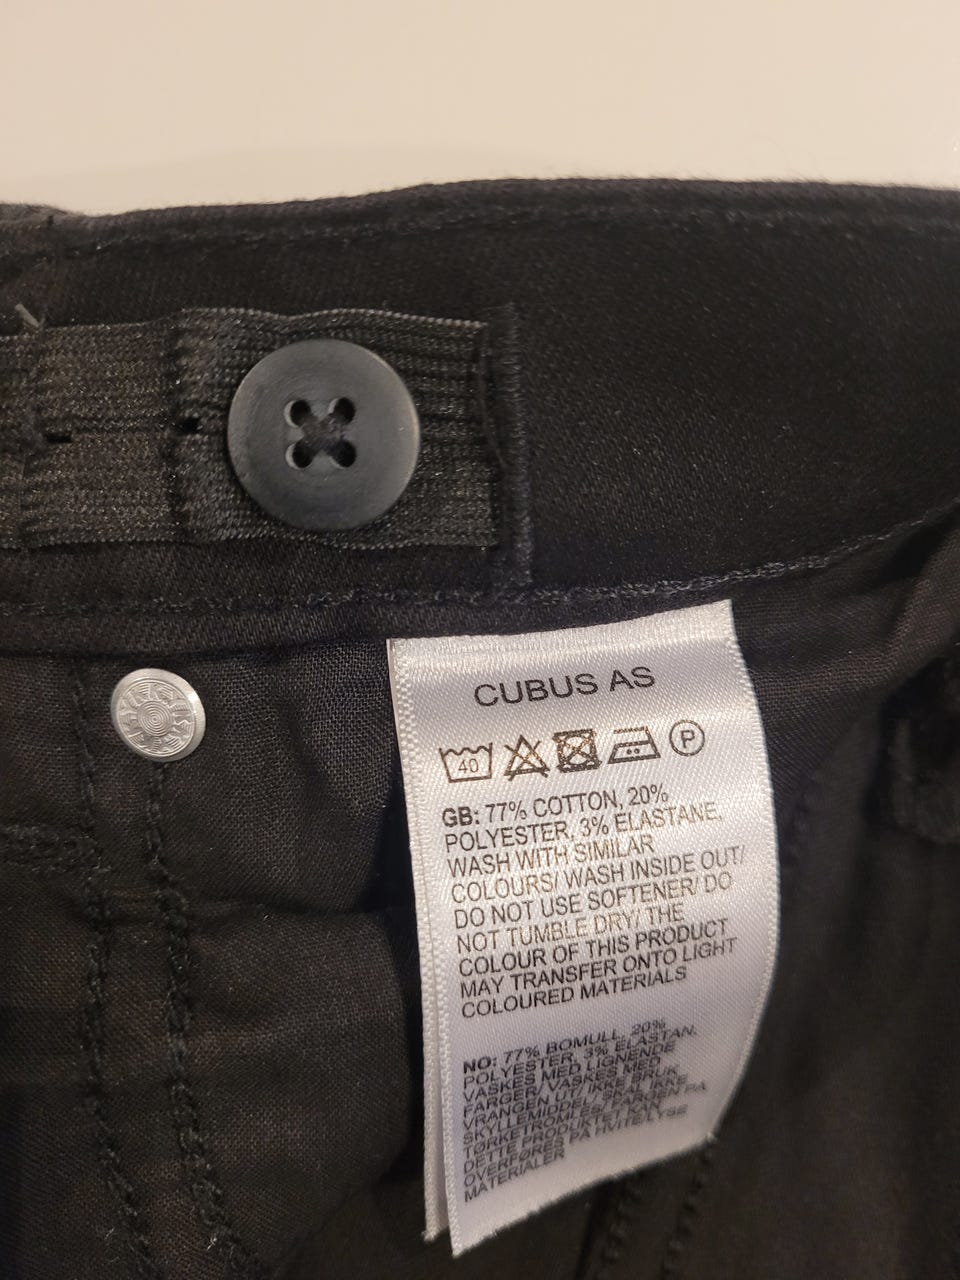 CUBUS AS
40 P
GB: 77% COTTON, 20%
POLYESTER, 3% ELASTANE,
WASH WITH SIMILAR
COLOURS/ WASH INSIDE OUT/
DO NOT USE SOFTENER/ DO
NOT TUMBLE DRY/ THE
COLOUR OF THIS PRODUCT
MAY TRANSFER ONTO LIGHT
COLOURED MATERIALS
NO: 77% BOMULL, 20%
POLYESTER, 3% ELASTAN,
VASKES MED LIGNENDE
FARGER/ VASKES MED
VRANGEN UT/ IKKE BRUK
SKYLLEMIDDEL/ SKAL IKKE
TØRKETROMLES/ FARGEN PÅ
DETTE PRODUKTET KAN
OVERFØRES PÅ HVITE/LYSE
MATERIALER